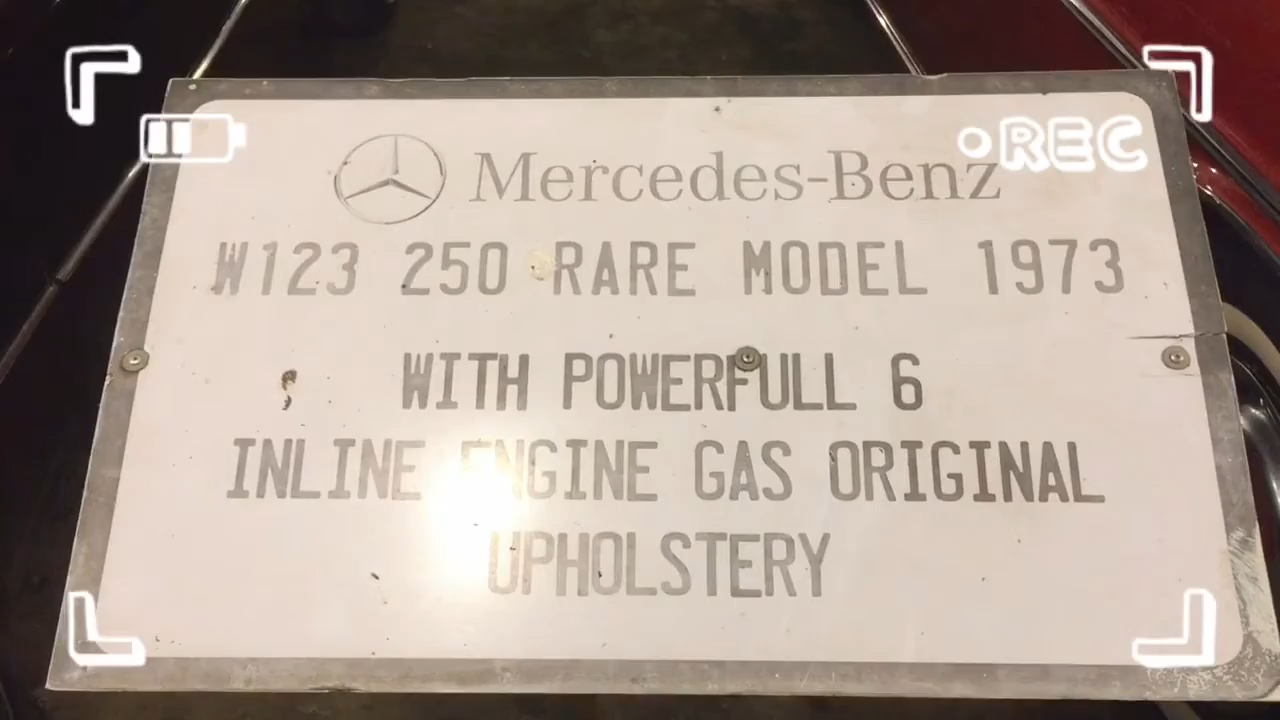 REC
Mercedes-Benz
W123 250 RARE MODEL 1973
WITH POWERFULL 6
INLINE ENGINE GAS ORIGINAL
UPHOLSTERY